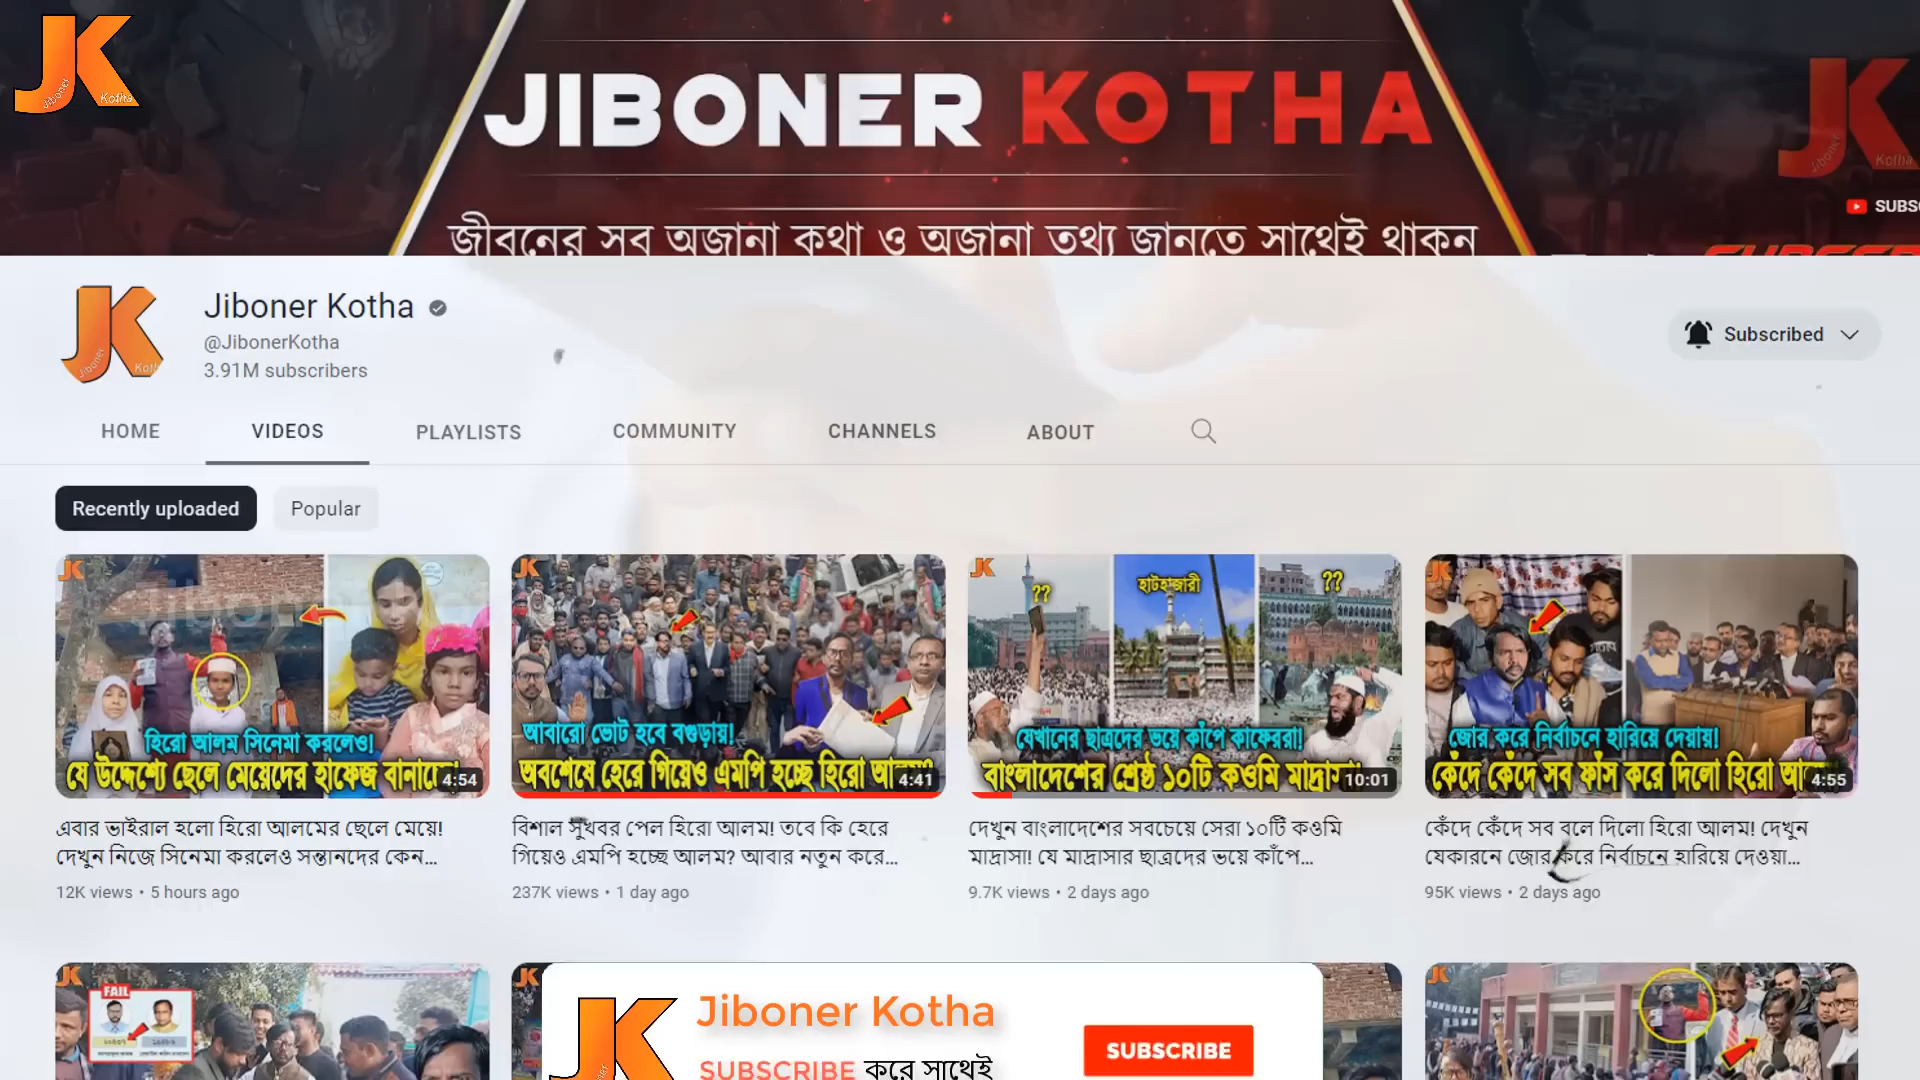 JK
Jiboner
Kotha
JIBONER KOTHA
জীবনের সব অজানা কথা ও অজানা তথ্য জানতে সাথেই থাকুন
Jiboner Kotha
@JibonerKotha
3.91M subscribers
Subscribed
HOME
VIDEOS
PLAYLISTS
COMMUNITY
CHANNELS
ABOUT
Recently uploaded
Popular
হিরো আলম সিনেমা করলেও!
যে উদ্দেশ্যে ছেলে মেয়েদের হাফেজ
4:54
আবারো ভোট হবে বগুড়ায়!
অবশেষে হেরে গিয়েও এমপি হচ্ছে হিরো
4:41
??
হাটহাজারী
??
যেখানের ছাত্রদের ভয়ে কাঁপে কাফেররা!
বাংলাদেশের শ্রেষ্ঠ ১০টি কওমি
10:01
জোর করে নির্বাচনে হারিয়ে দেয়ায়!
কেঁদে কেঁদে সব ফাঁস করে দিলো হিরো
4:55
এবার ভাইরাল হলো হিরো আলমের ছেলে মেয়ে!
দেখুন নিজে সিনেমা করলেও সন্তানদের কেন...
12K views • 5 hours ago
বিশাল সুখবর পেল হিরো আলম! তবে কি হেরে
গিয়েও এমপি হচ্ছে আলম? আবার নতুন করে...
237K views • 1 day ago
দেখুন বাংলাদেশের সবচেয়ে সেরা ১০টি কওমি
মাদ্রাসা! যে মাদ্রাসার ছাত্রদের ভয়ে কাঁপে...
9.7K views • 2 days ago
কেঁদে কেঁদে সব বলে দিলো হিরো আলম! দেখুন
যেকারনে জোর করে নির্বাচনে হারিয়ে দেওয়া...
95K views • 2 days ago
FAIL
Jiboner Kotha
SUBSCRIBE করে সাথেই
SUBSCRIBE